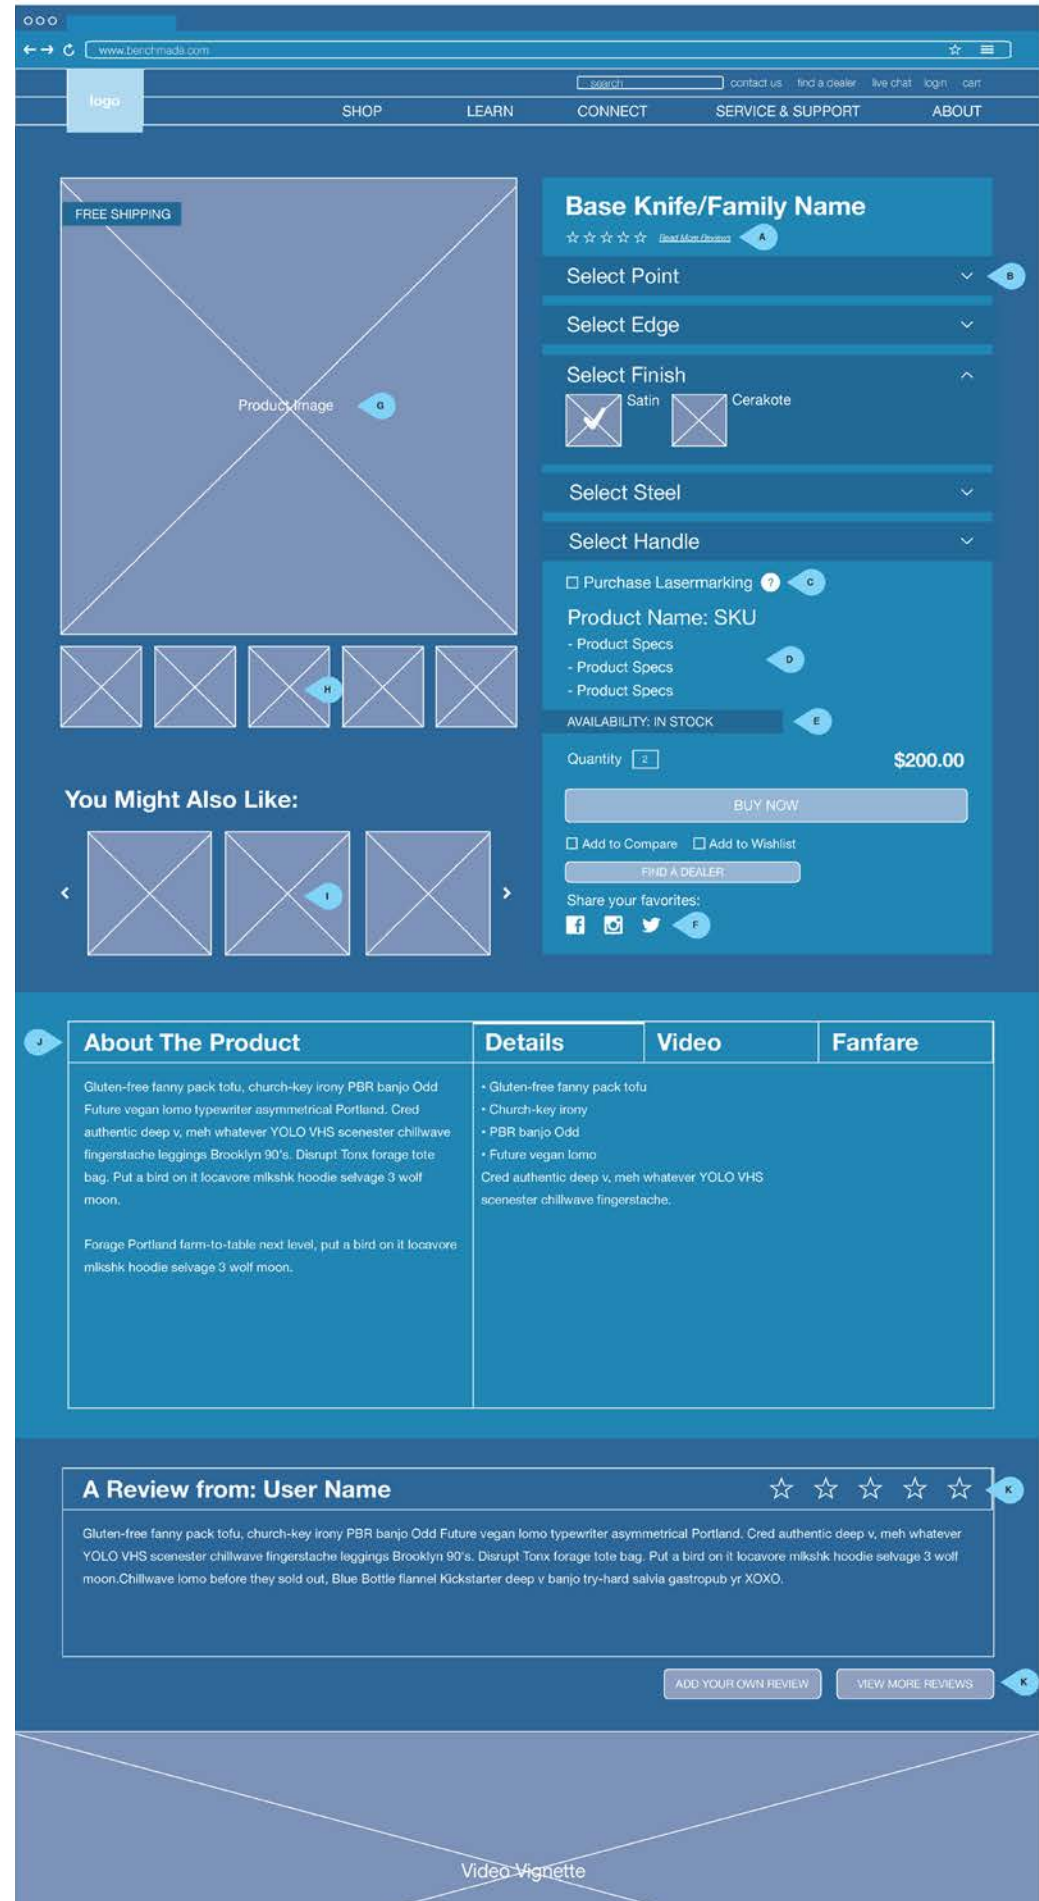 www.benchmade.com
search
contact us find a dealer live chat login cart
logo
SHOP LEARN CONNECT SERVICE & SUPPORT ABOUT
FREE SHIPPING
Product Image
G
H
You Might Also Like:
I
Base Knife/Family Name
Read More Reviews
A
Select Point
B
Select Edge
Select Finish
Satin
Cerakote
Select Steel
Select Handle
Purchase Lasermarking ?
C
Product Name: SKU
- Product Specs
- Product Specs
- Product Specs
D
AVAILABILITY: IN STOCK
E
Quantity 2
$200.00
BUY NOW
Add to Compare Add to Wishlist
FIND A DEALER
Share your favorites:
F
J
About The Product
Gluten-free fanny pack tofu, church-key irony PBR banjo Odd
Future vegan lomo typewriter asymmetrical Portland. Cred
authentic deep v, meh whatever YOLO VHS scenester chillwave
fingerstache leggings Brooklyn 90's. Disrupt Tonx forage tote
bag. Put a bird on it locavore mlkshk hoodie selvage 3 wolf
moon.
Forage Portland farm-to-table next level, put a bird on it locavore
mlkshk hoodie selvage 3 wolf moon.
Details Video Fanfare
• Gluten-free fanny pack tofu
• Church-key irony
• PBR banjo Odd
• Future vegan lomo
Cred authentic deep v, meh whatever YOLO VHS
scenester chillwave fingerstache.
A Review from: User Name
K
Gluten-free fanny pack tofu, church-key irony PBR banjo Odd Future vegan lomo typewriter asymmetrical Portland. Cred authentic deep v, meh whatever
YOLO VHS scenester chillwave fingerstache leggings Brooklyn 90's. Disrupt Tonx forage tote bag. Put a bird on it locavore mlkshk hoodie selvage 3 wolf
moon.Chillwave lomo before they sold out, Blue Bottle flannel Kickstarter deep v banjo try-hard salvia gastropub yr XOXO.
ADD YOUR OWN REVIEW
VIEW MORE REVIEWS
K
Video Vignette